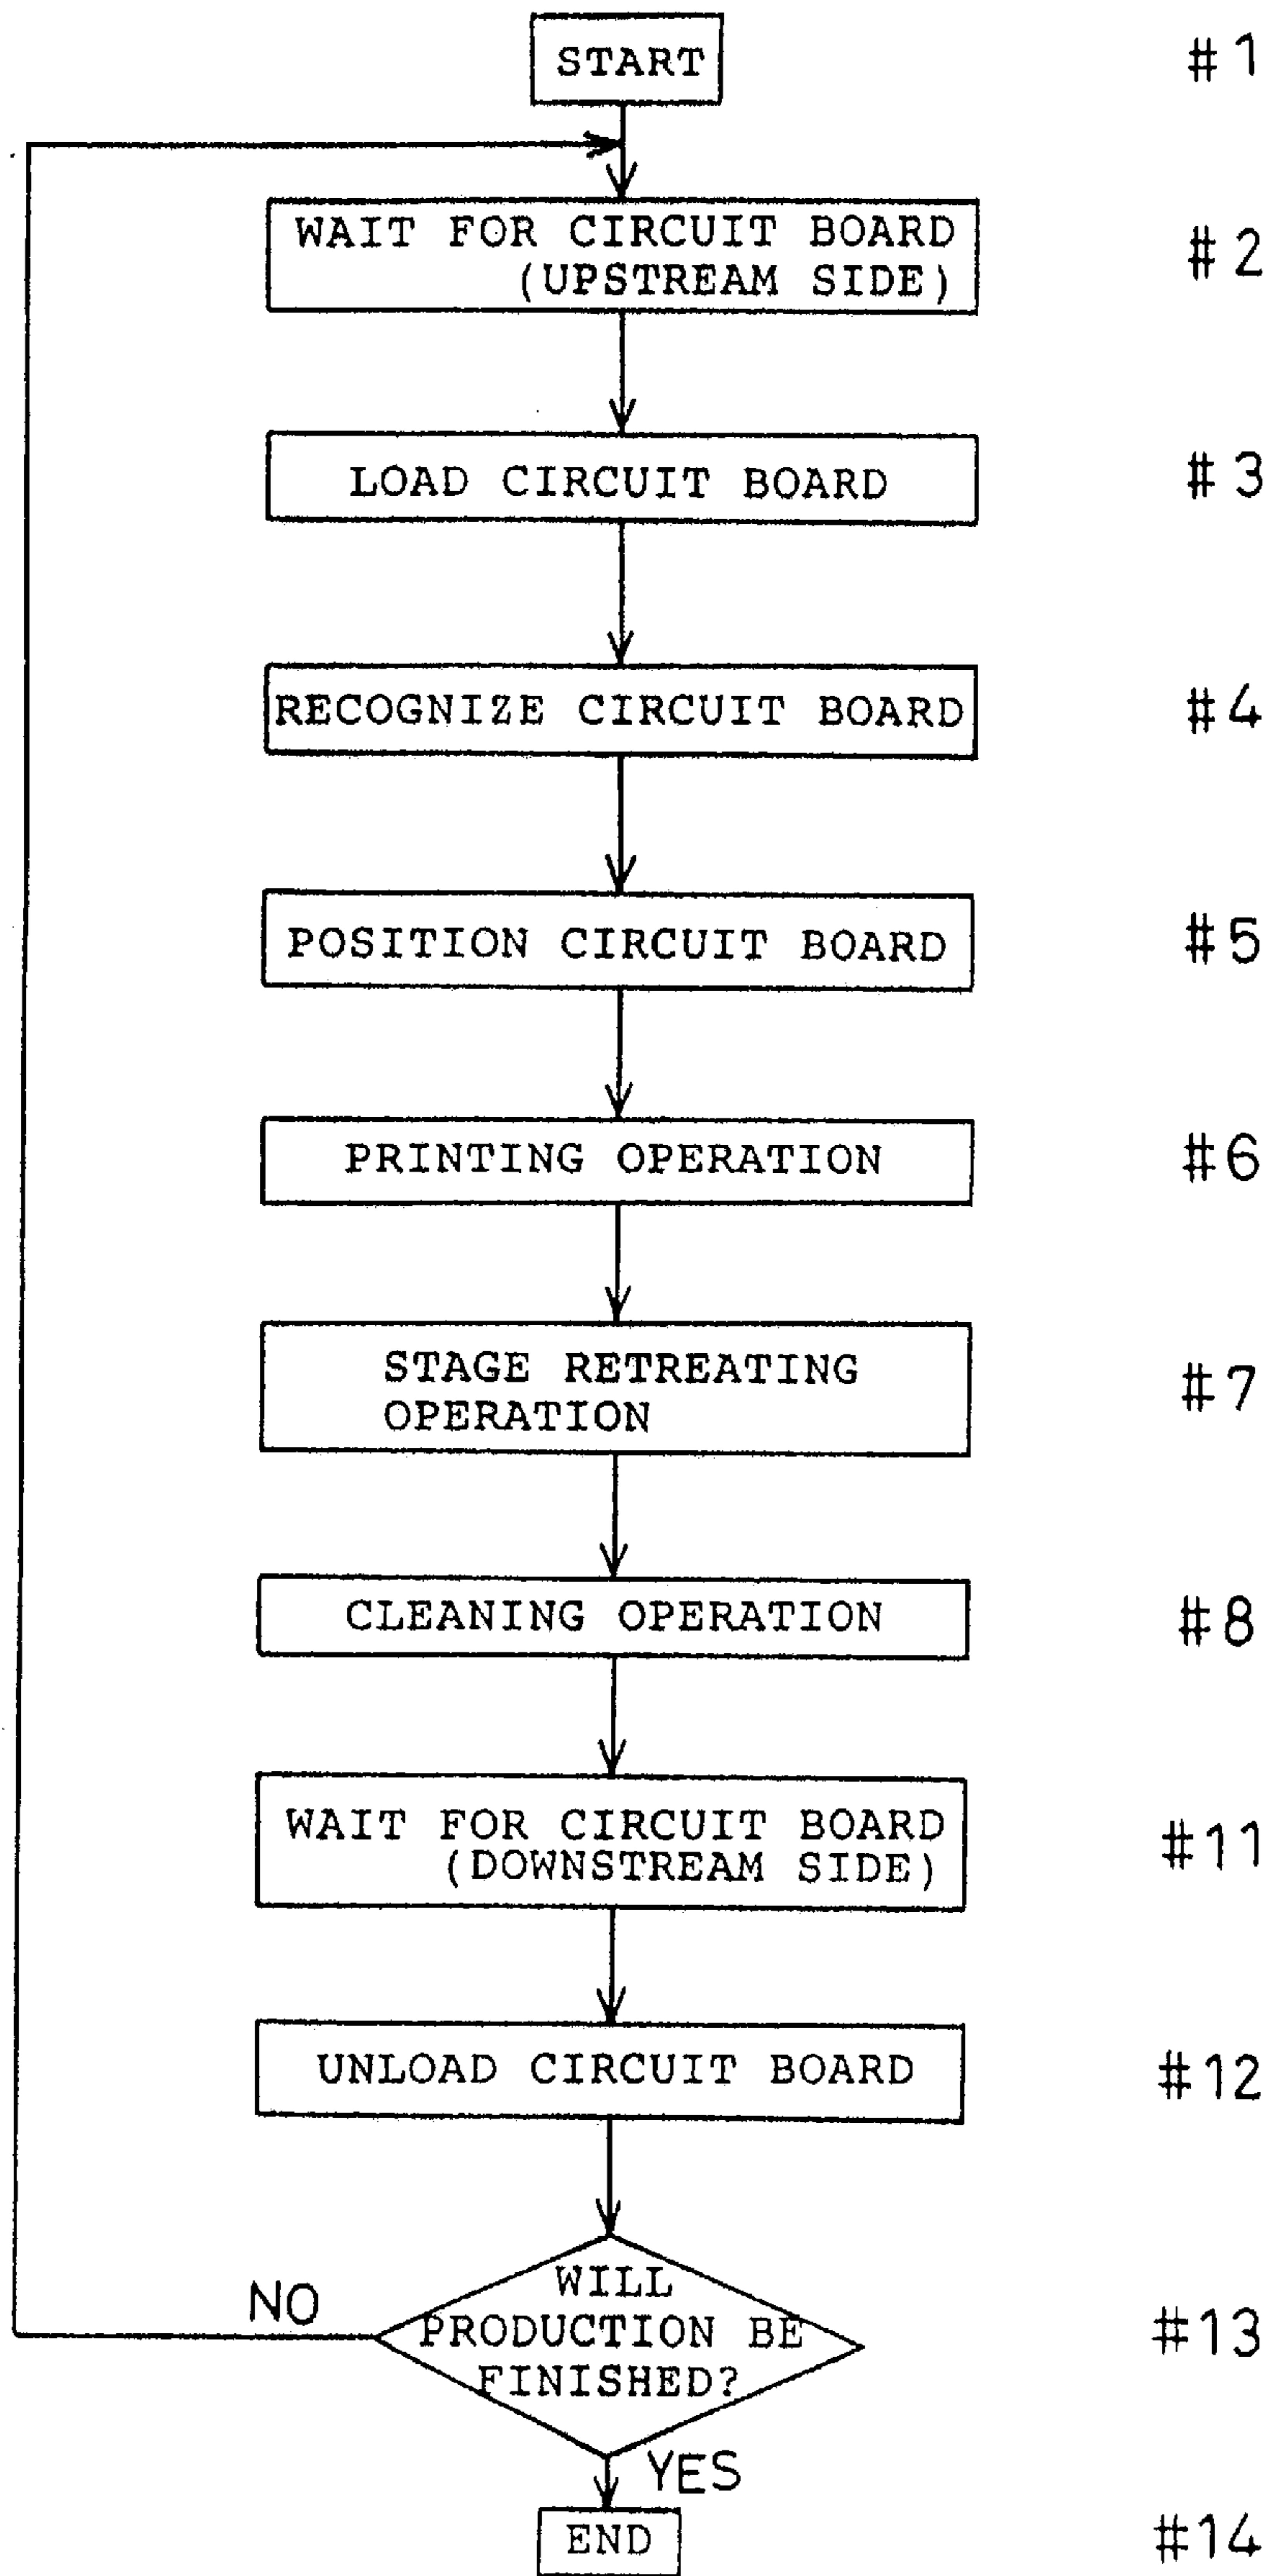 START #1
WAIT FOR CIRCUIT BOARD #2
(UPSTREAM SIDE)
LOAD CIRCUIT BOARD #3
RECOGNIZE CIRCUIT BOARD #4
POSITION CIRCUIT BOARD #5
PRINTING OPERATION #6
STAGE RETREATING #7
OPERATION
CLEANING OPERATION #8
WAIT FOR CIRCUIT BOARD #11
(DOWNSTREAM SIDE)
UNLOAD CIRCUIT BOARD #12
WILL
NO PRODUCTION BE #13
FINISHED?
YES
END #14